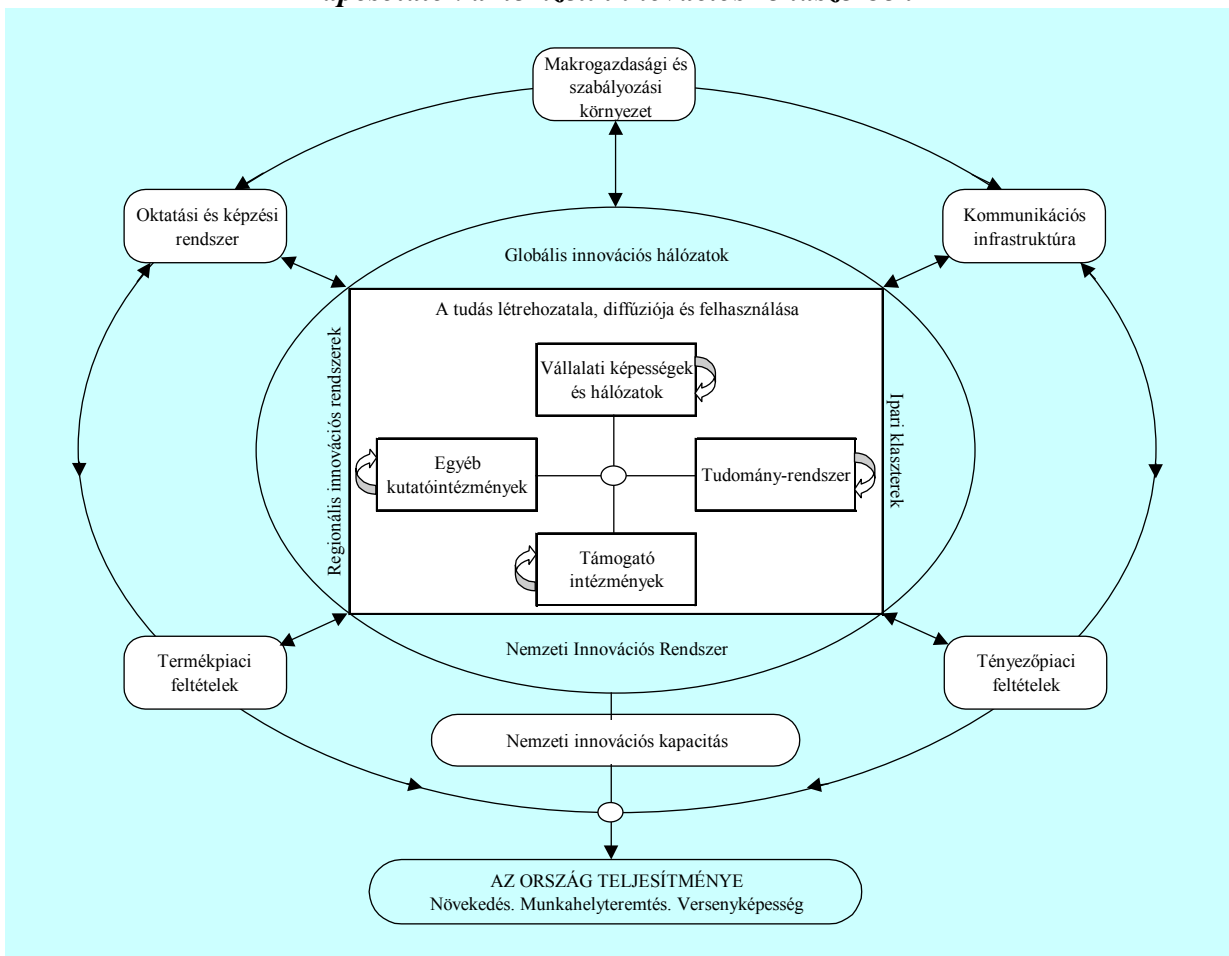 Makrogazdasági és
szabályozási
környezet
Oktatási és képzési
rendszer
Kommunikációs
infrastruktúra
Globális innovációs hálózatok
A tudás létrehozatala, diffúziója és felhasználása
Regionális innovációs rendszerek
Vállalati képességek
és hálózatok
Ipari klaszterek
Egyéb
kutatóintézmények
Tudomány-rendszer
Támogató
intézmények
Termékpiaci
feltételek
Nemzeti Innovációs Rendszer
Tényezőpiaci
feltételek
Nemzeti innovációs kapacitás
AZ ORSZÁG TELJESÍTMÉNYE
Növekedés. Munkahelyteremtés. Versenyképesség